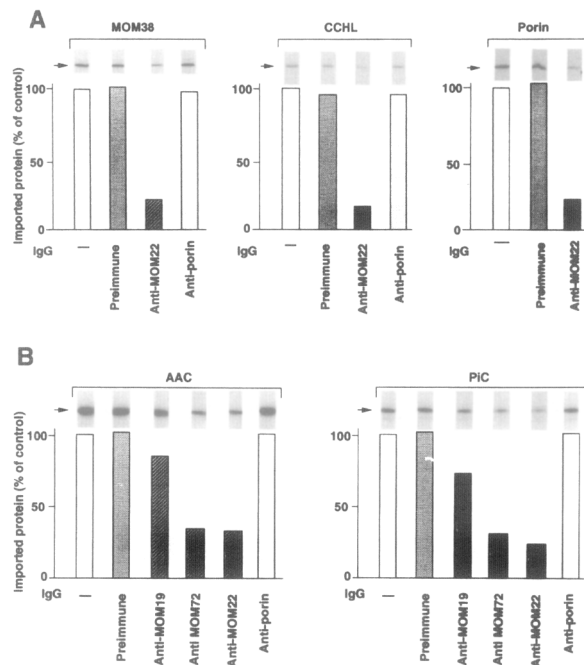 A
MOM38
CCHL
Porin
Imported protein (% of control)
100
50
0
100
50
0
100
50
0
IgG
—
Preimmune
Anti-MOM22
Anti-porin
IgG
—
Preimmune
Anti-MOM22
Anti-porin
IgG
—
Preimmune
Anti-MOM22
B
AAC
PiC
Imported protein (% of control)
100
50
0
100
50
0
IgG
—
Preimmune
Anti-MOM19
Anti MOM72
Anti-MOM22
Anti-porin
IgG
—
Preimmune
Anti-MOM19
Anti MOM72
Anti-MOM22
Anti-porin